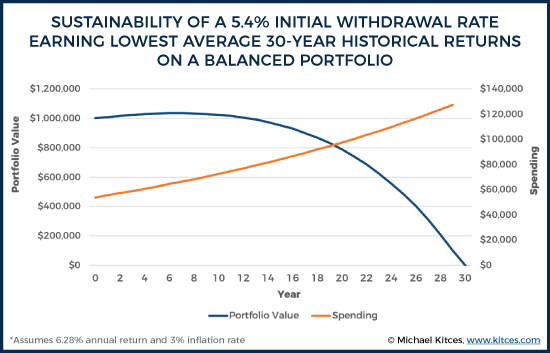 SUSTAINABILITY OF A 5.4% INITIAL WITHDRAWAL RATE
EARNING LOWEST AVERAGE 30-YEAR HISTORICAL RETURNS
ON A BALANCED PORTFOLIO
Portfolio Value
$1,200,000
$1,000,000
$800,000
$600,000
$400,000
$200,000
$0
$140,000
$120,000
$100,000
$80,000
$60,000
$40,000
$20,000
$0
Spending
0 2 4 6 8 10 12 14 16 18 20 22 24 26 28 30
Year
Portfolio Value Spending
*Assumes 6.28% annual return and 3% inflation rate
© Michael Kitces, www.kitces.com